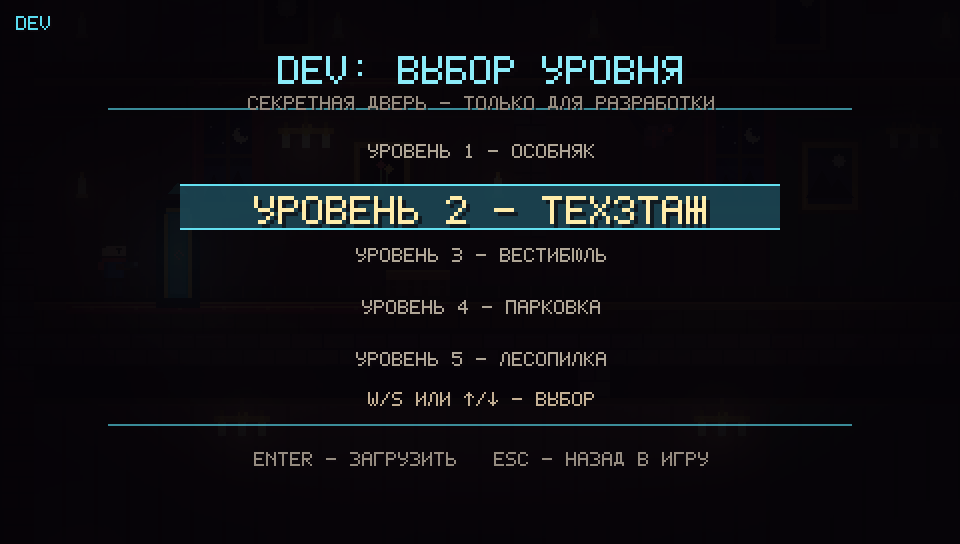 DEV
DEV: ВЫБОР УРОВНЯ
СЕКРЕТНАЯ ДВЕРЬ – ТОЛЬКО ДЛЯ РАЗРАБОТКИ
УРОВЕНЬ 1 – ОСОБНЯК
УРОВЕНЬ 2 – ТЕХЭТАЖ
УРОВЕНЬ 3 – ВЕСТИБЮЛЬ
УРОВЕНЬ 4 – ПАРКОВКА
УРОВЕНЬ 5 – ЛЕСОПИЛКА
W/S ИЛИ ↑/↓ – ВЫБОР
ENTER – ЗАГРУЗИТЬ ESC – НАЗАД В ИГРУ